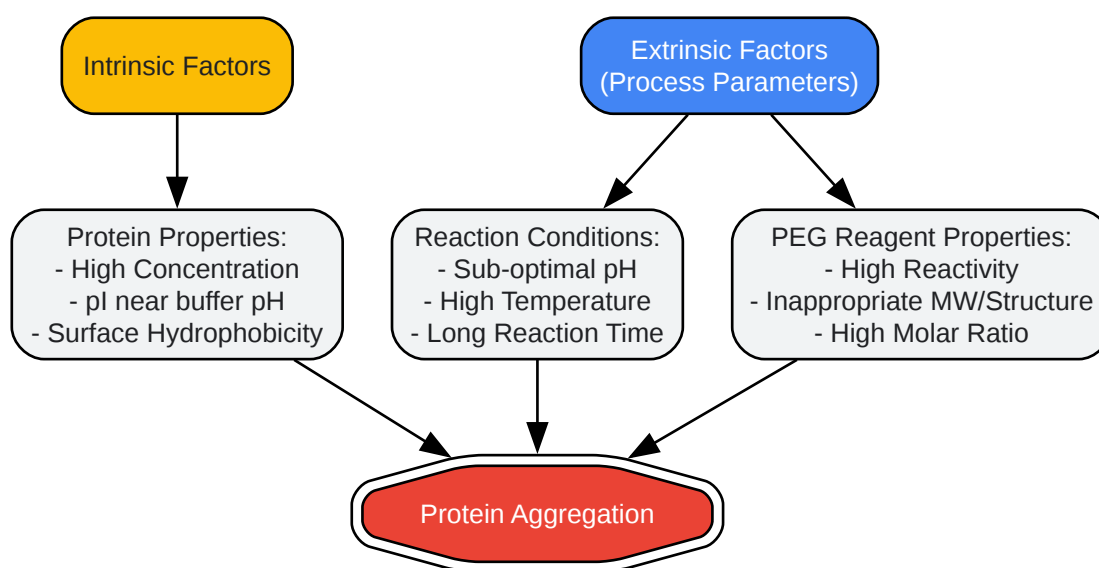 Intrinsic Factors
Extrinsic Factors
(Process Parameters)
Protein Properties:
- High Concentration
- pI near buffer pH
- Surface Hydrophobicity
Reaction Conditions:
- Sub-optimal pH
- High Temperature
- Long Reaction Time
PEG Reagent Properties:
- High Reactivity
- Inappropriate MW/Structure
- High Molar Ratio
Protein Aggregation